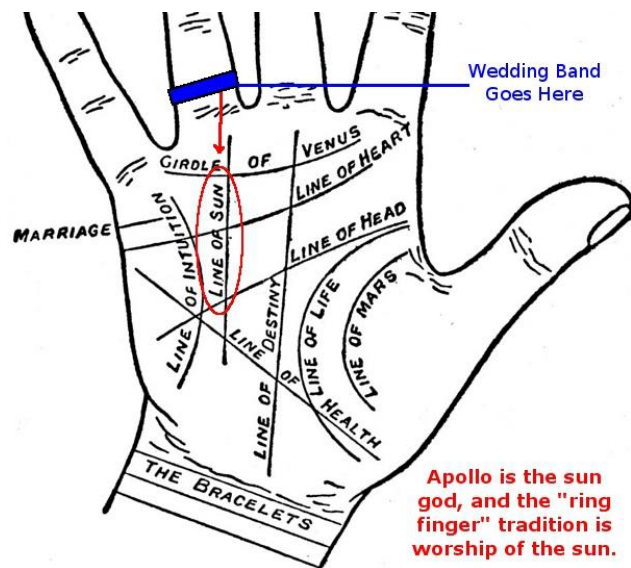 Wedding Band
Goes Here
GIRDLE OF VENUS
LINE OF HEART
MARRIAGE
LINE OF INTUITION
LINE OF SUN
LINE OF HEAD
LINE OF DESTINY
LINE OF LIFE
LINE OF MARS
LINE OF HEALTH
THE BRACELETS
Apollo is the sun
god, and the "ring
finger" tradition is
worship of the sun.